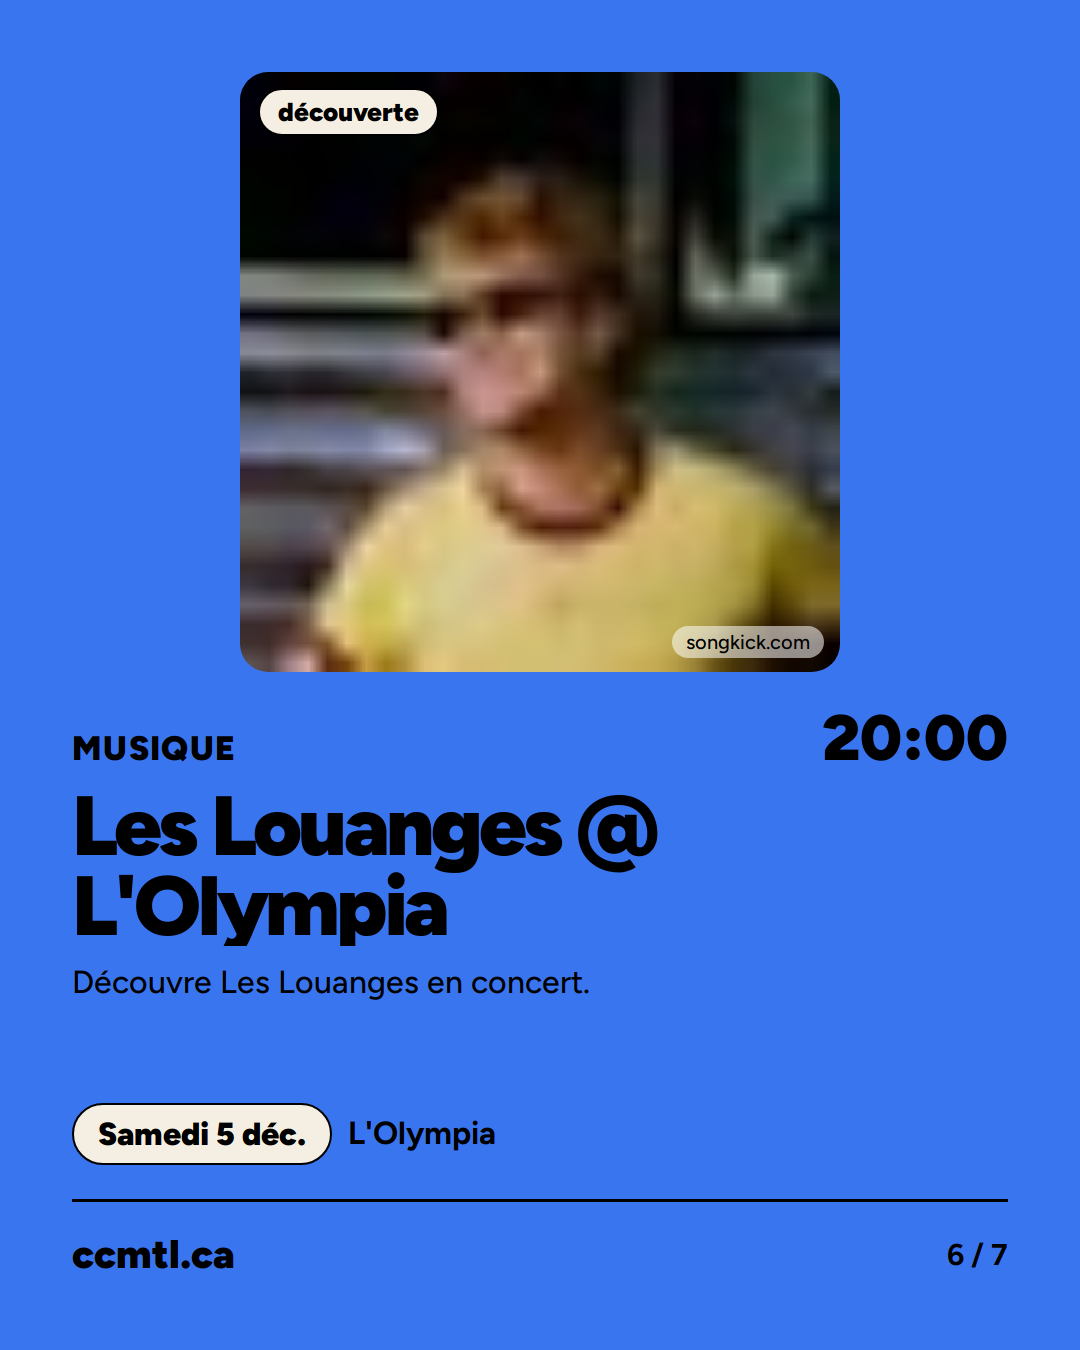 découverte
songkick.com
MUSIQUE
20:00
Les Louanges @
L'Olympia
Découvre Les Louanges en concert.
Samedi 5 déc.
L'Olympia
ccmtl.ca
6 / 7